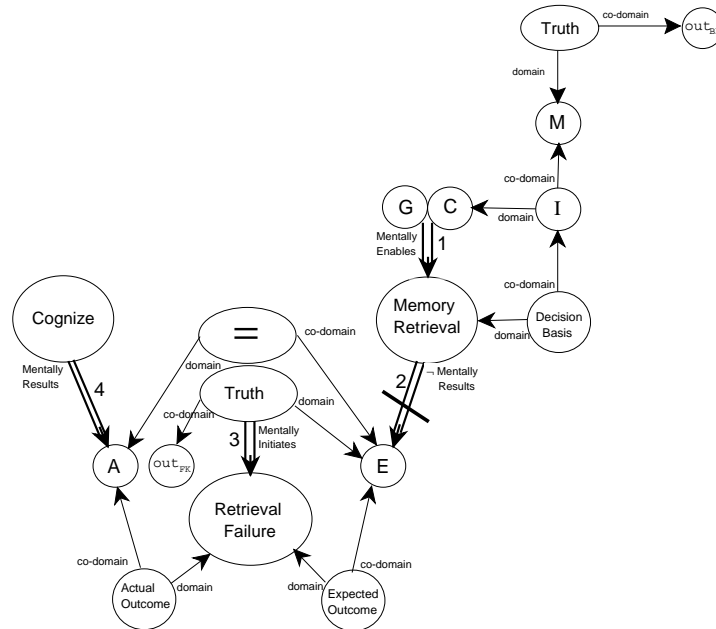 Truth
co-domain
out
domain
M
co-domain
G
C
domain
I
Mentally
Enables
1
co-domain
Memory
Retrieval
domain
Decision
Basis
Cognize
=
co-domain
domain
Mentally
Results
4
2
¬ Mentally
Results
Truth
domain
co-domain
3
Mentally
Initiates
A
out FK
E
Retrieval
Failure
co-domain
domain
co-domain
domain
Actual
Outcome
Expected
Outcome